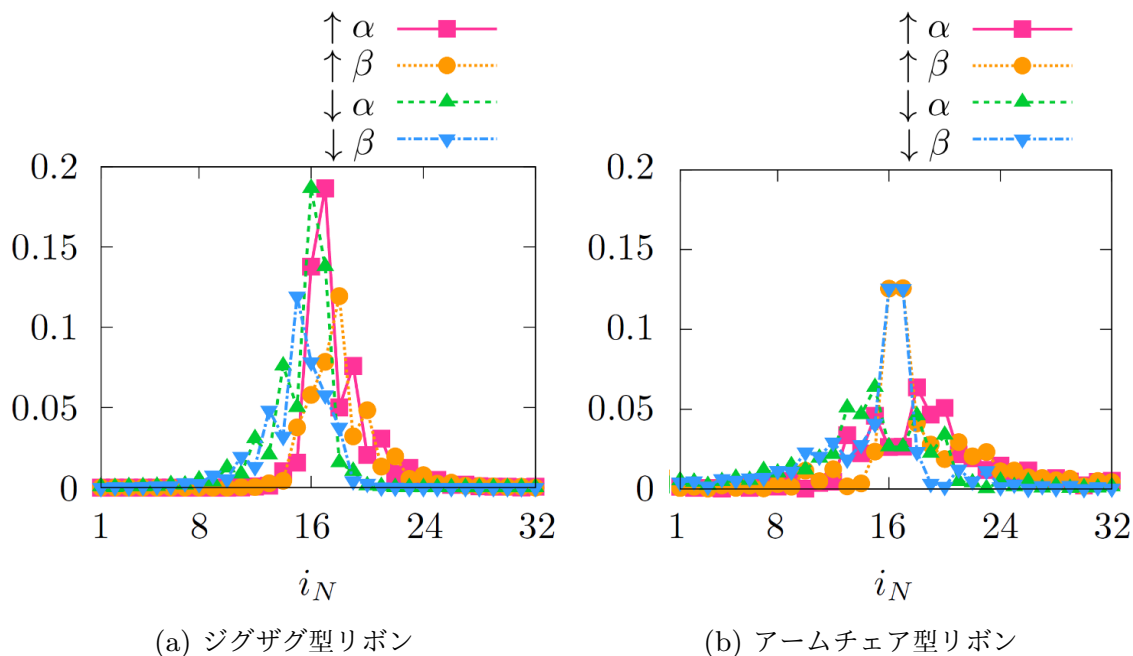 ↑ α
↑ β
↓ α
↓ β
0.2
0.15
0.1
0.05
0
1 8 16 24 32
i_N
(a) ジグザグ型リボン
↑ α
↑ β
↓ α
↓ β
0.2
0.15
0.1
0.05
0
1 8 16 24 32
i_N
(b) アームチェア型リボン